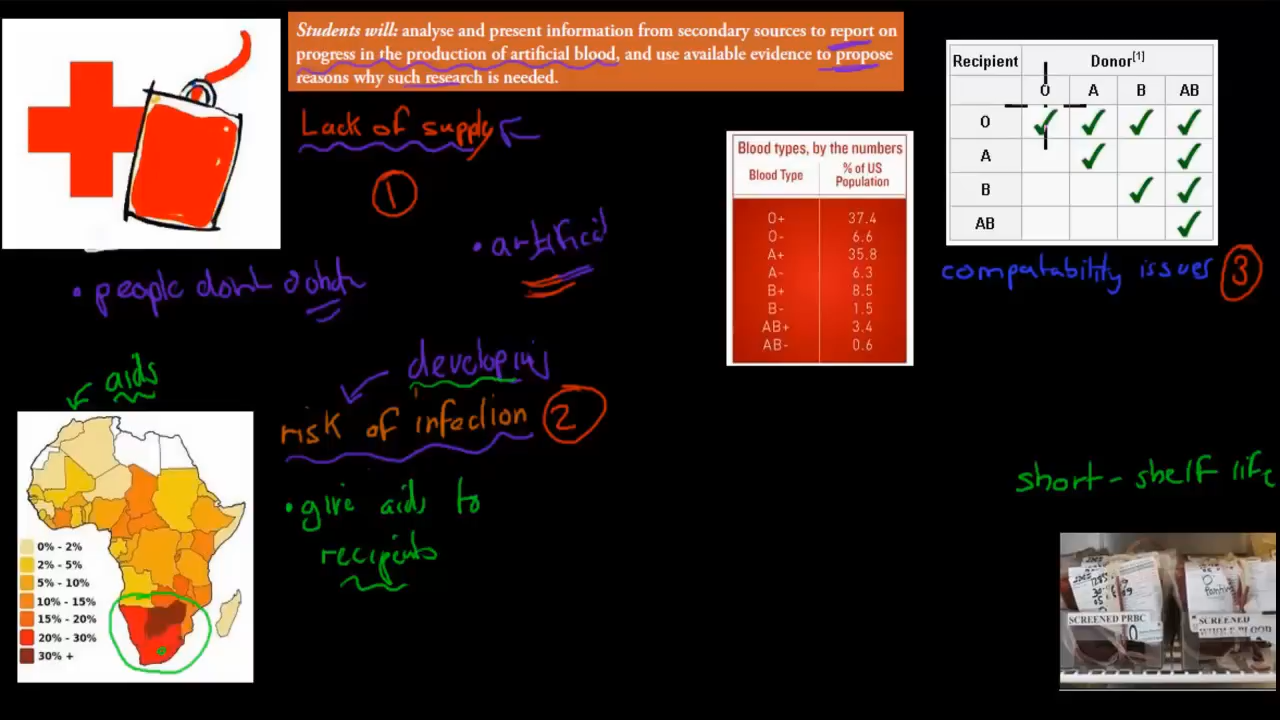 Students will: analyse and present information from secondary sources to report on
progress in the production of artificial blood, and use available evidence to propose
reasons why such research is needed.
Lack of supply
1
• people dont
• artificial
Blood types, by the numbers
Blood Type % of US Population
O+ 37.4
O- 6.6
A+ 35.8
A- 6.3
B+ 8.5
B- 1.5
AB+ 3.4
AB- 0.6
Recipient Donor[1]
O A B AB
O ✓ ✓ ✓ ✓
A ✓ ✓
B ✓ ✓
AB ✓
compatability issues 3
aids
developing
risk of infection 2
• give aids to
recipients
0% - 2%
2% - 5%
5% - 10%
10% - 15%
15% - 20%
20% - 30%
30% +
short-shelf life
SCREENED PRBC
SCREENED
WHOLE BLOOD